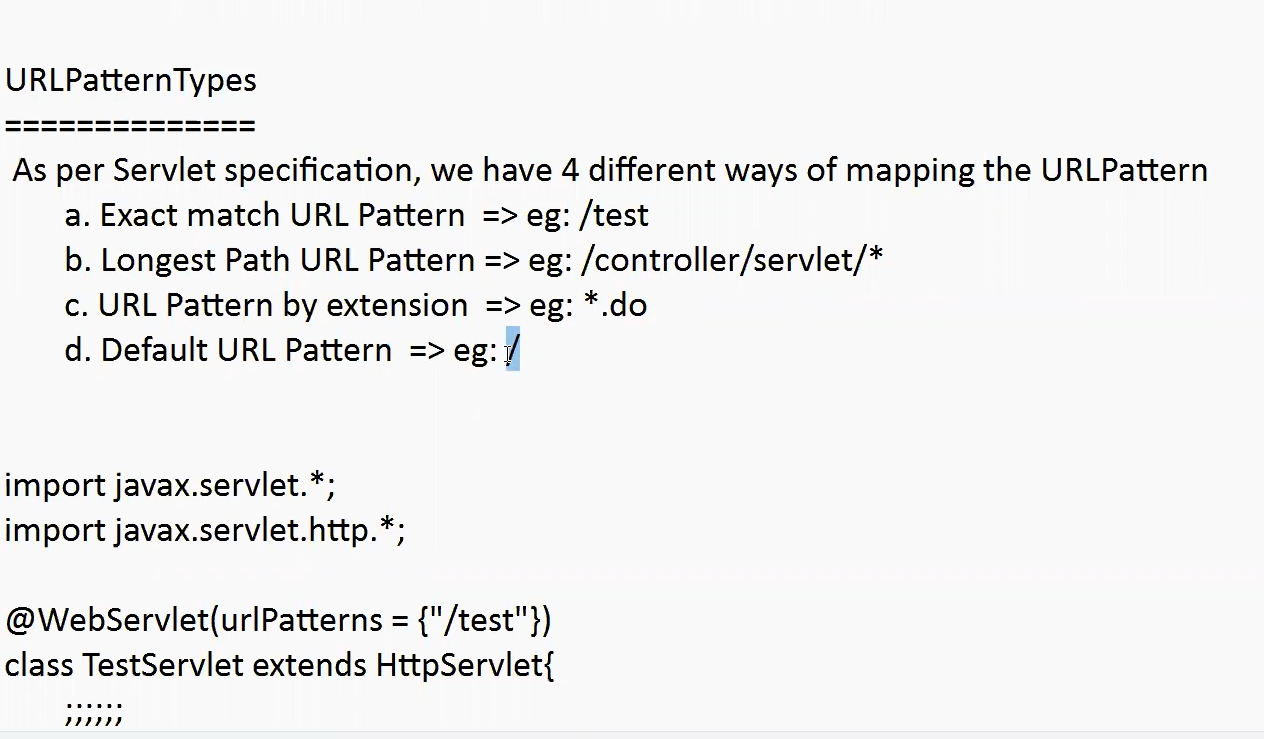 URLPatternTypes
==============
As per Servlet specification, we have 4 different ways of mapping the URLPattern
a. Exact match URL Pattern => eg: /test
b. Longest Path URL Pattern => eg: /controller/servlet/*
c. URL Pattern by extension => eg: *.do
d. Default URL Pattern => eg: /
import javax.servlet.*;
import javax.servlet.http.*;
@WebServlet(urlPatterns = {"/test"})
class TestServlet extends HttpServlet{
;;;;;;